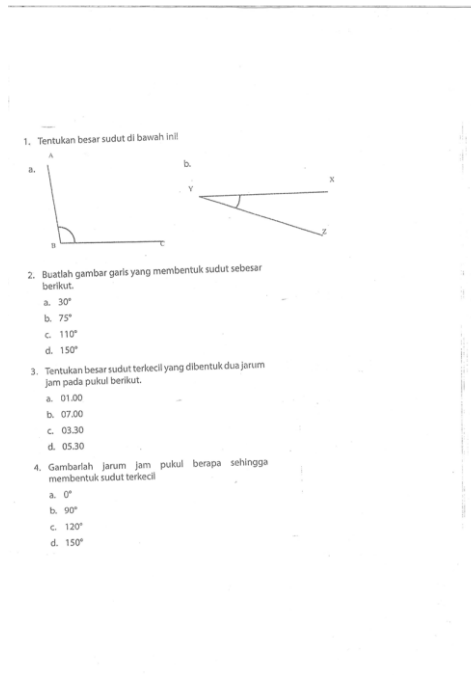 1. Tentukan besar sudut di bawah ini!
a.
A
B
C
b.
Y
X
Z
2. Buatlah gambar garis yang membentuk sudut sebesar
berikut.
a. 30°
b. 75°
c. 110°
d. 150°
3. Tentukan besar sudut terkecil yang dibentuk dua jarum
jam pada pukul berikut.
a. 01.00
b. 07.00
c. 03.30
d. 05.30
4. Gambarlah jarum jam pukul berapa sehingga
membentuk sudut terkecil
a. 0°
b. 90°
c. 120°
d. 150°